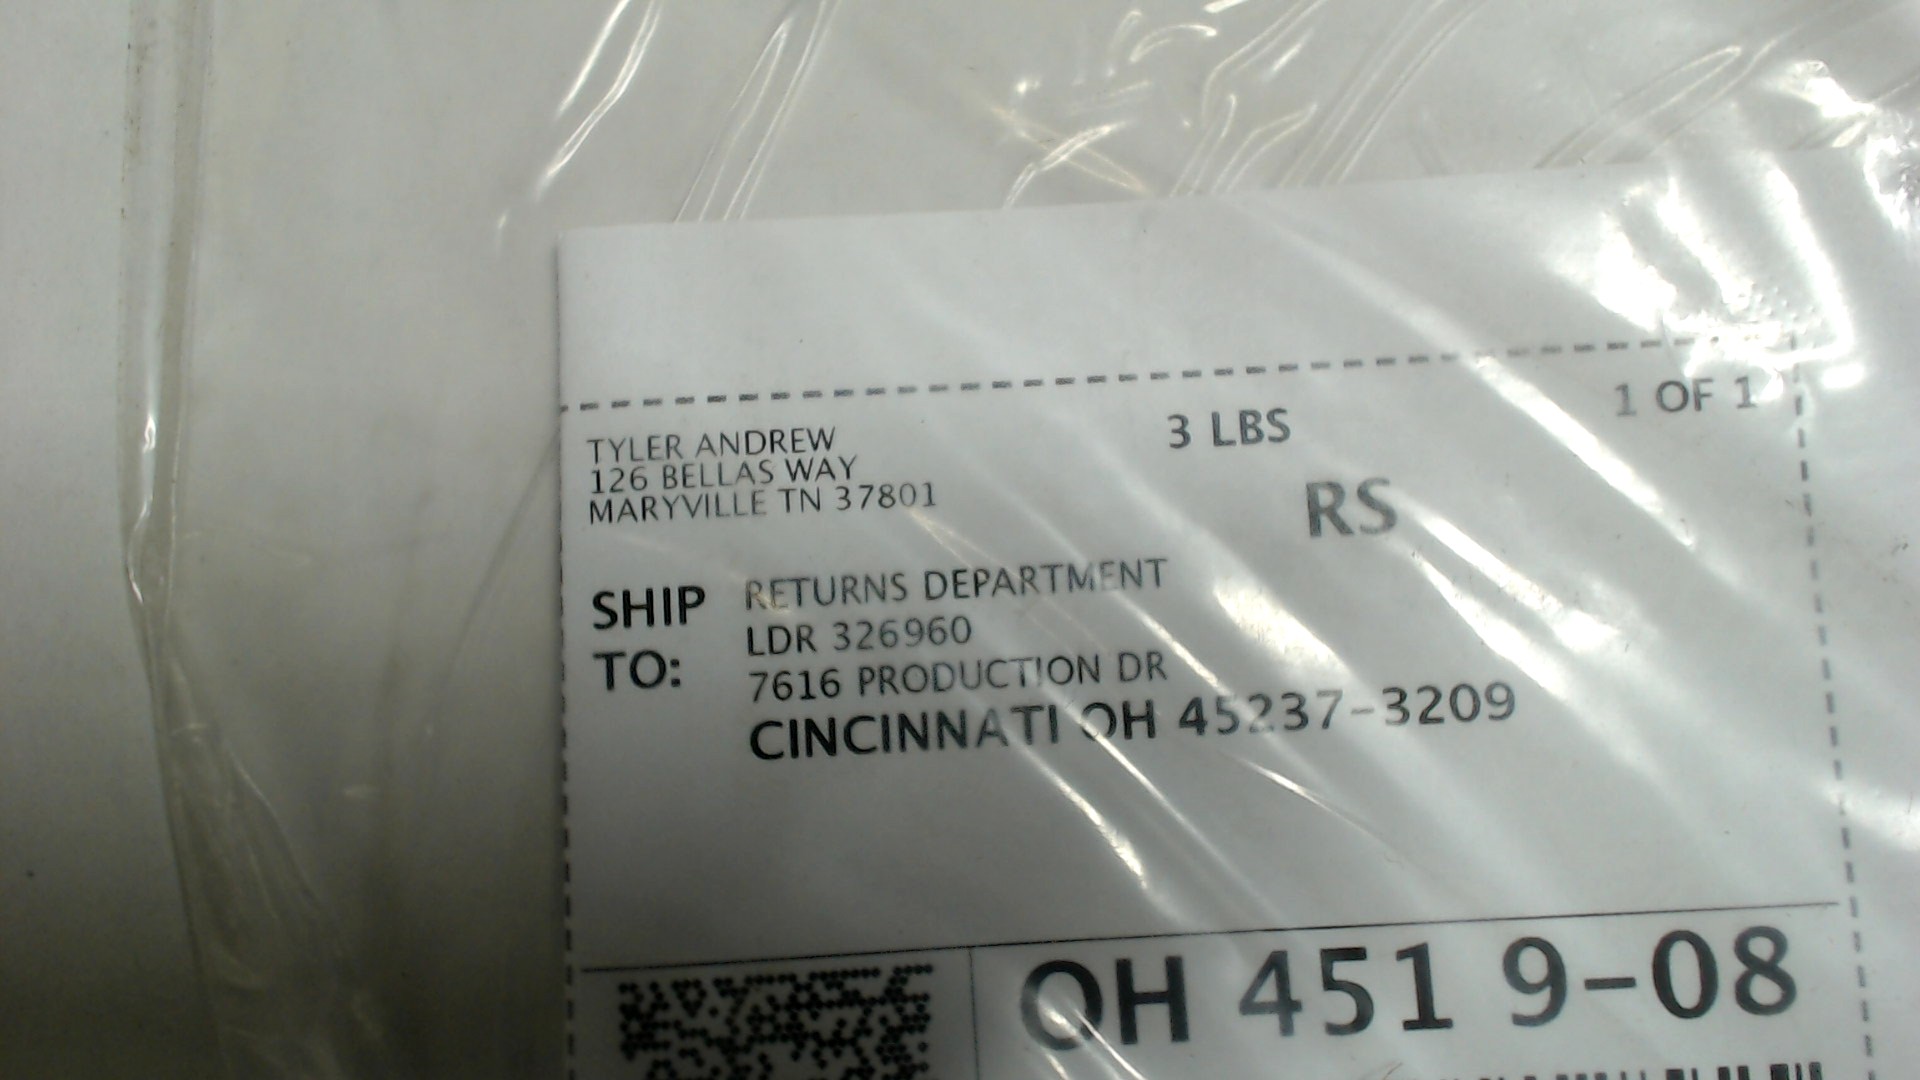 TYLER ANDREW
126 BELLAS WAY
MARYVILLE TN 37801
3 LBS
1 OF 1
RS
SHIP TO:
RETURNS DEPARTMENT
LDR 326960
7616 PRODUCTION DR
CINCINNATI OH 45237-3209
OH 451 9-08